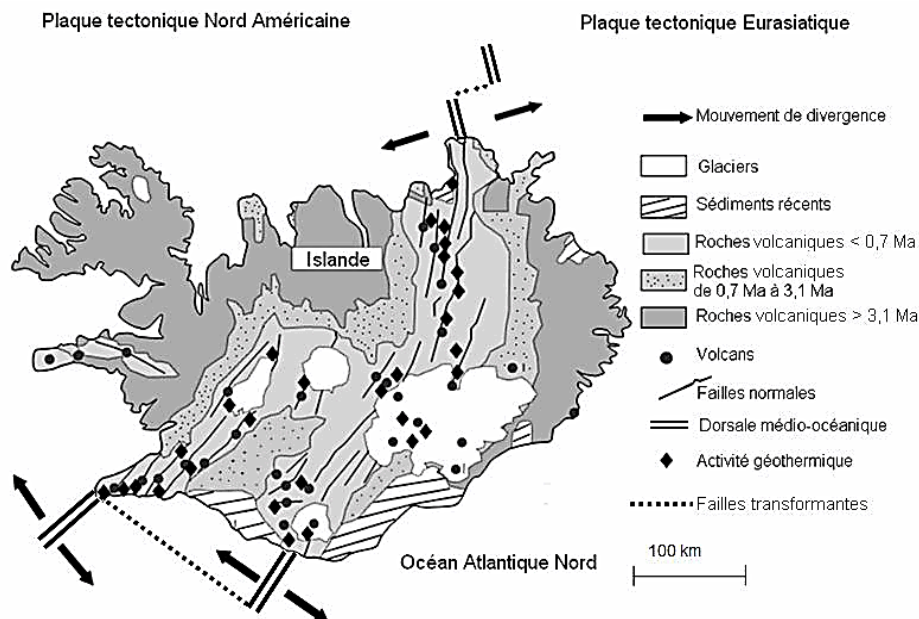 Plaque tectonique Nord Américaine
Plaque tectonique Eurasiatique
Mouvement de divergence
Glaciers
Sédiments récents
Roches volcaniques < 0,7 Ma
Roches volcaniques
de 0,7 Ma à 3,1 Ma
Roches volcaniques > 3,1 Ma
Volcans
Failles normales
Dorsale médio-océanique
Activité géothermique
Failles transformantes
Islande
Océan Atlantique Nord
100 km